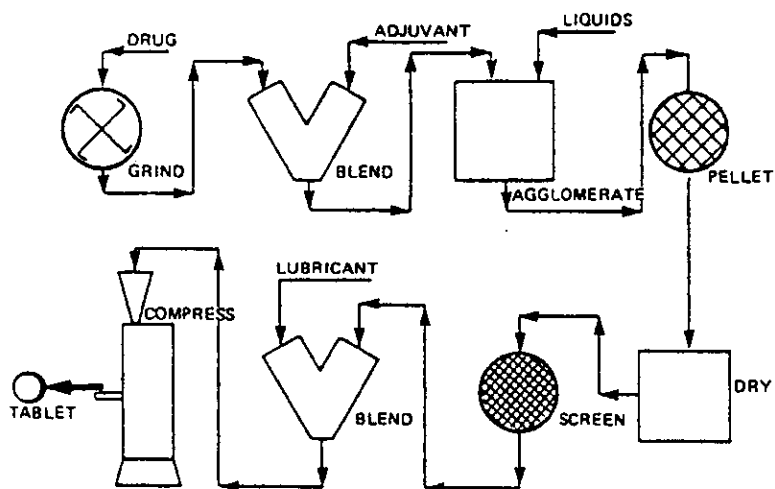 DRUG
ADJUVANT
LIQUIDS
GRIND
BLEND
AGGLOMERATE
PELLET
LUBRICANT
COMPRESS
TABLET
BLEND
SCREEN
DRY